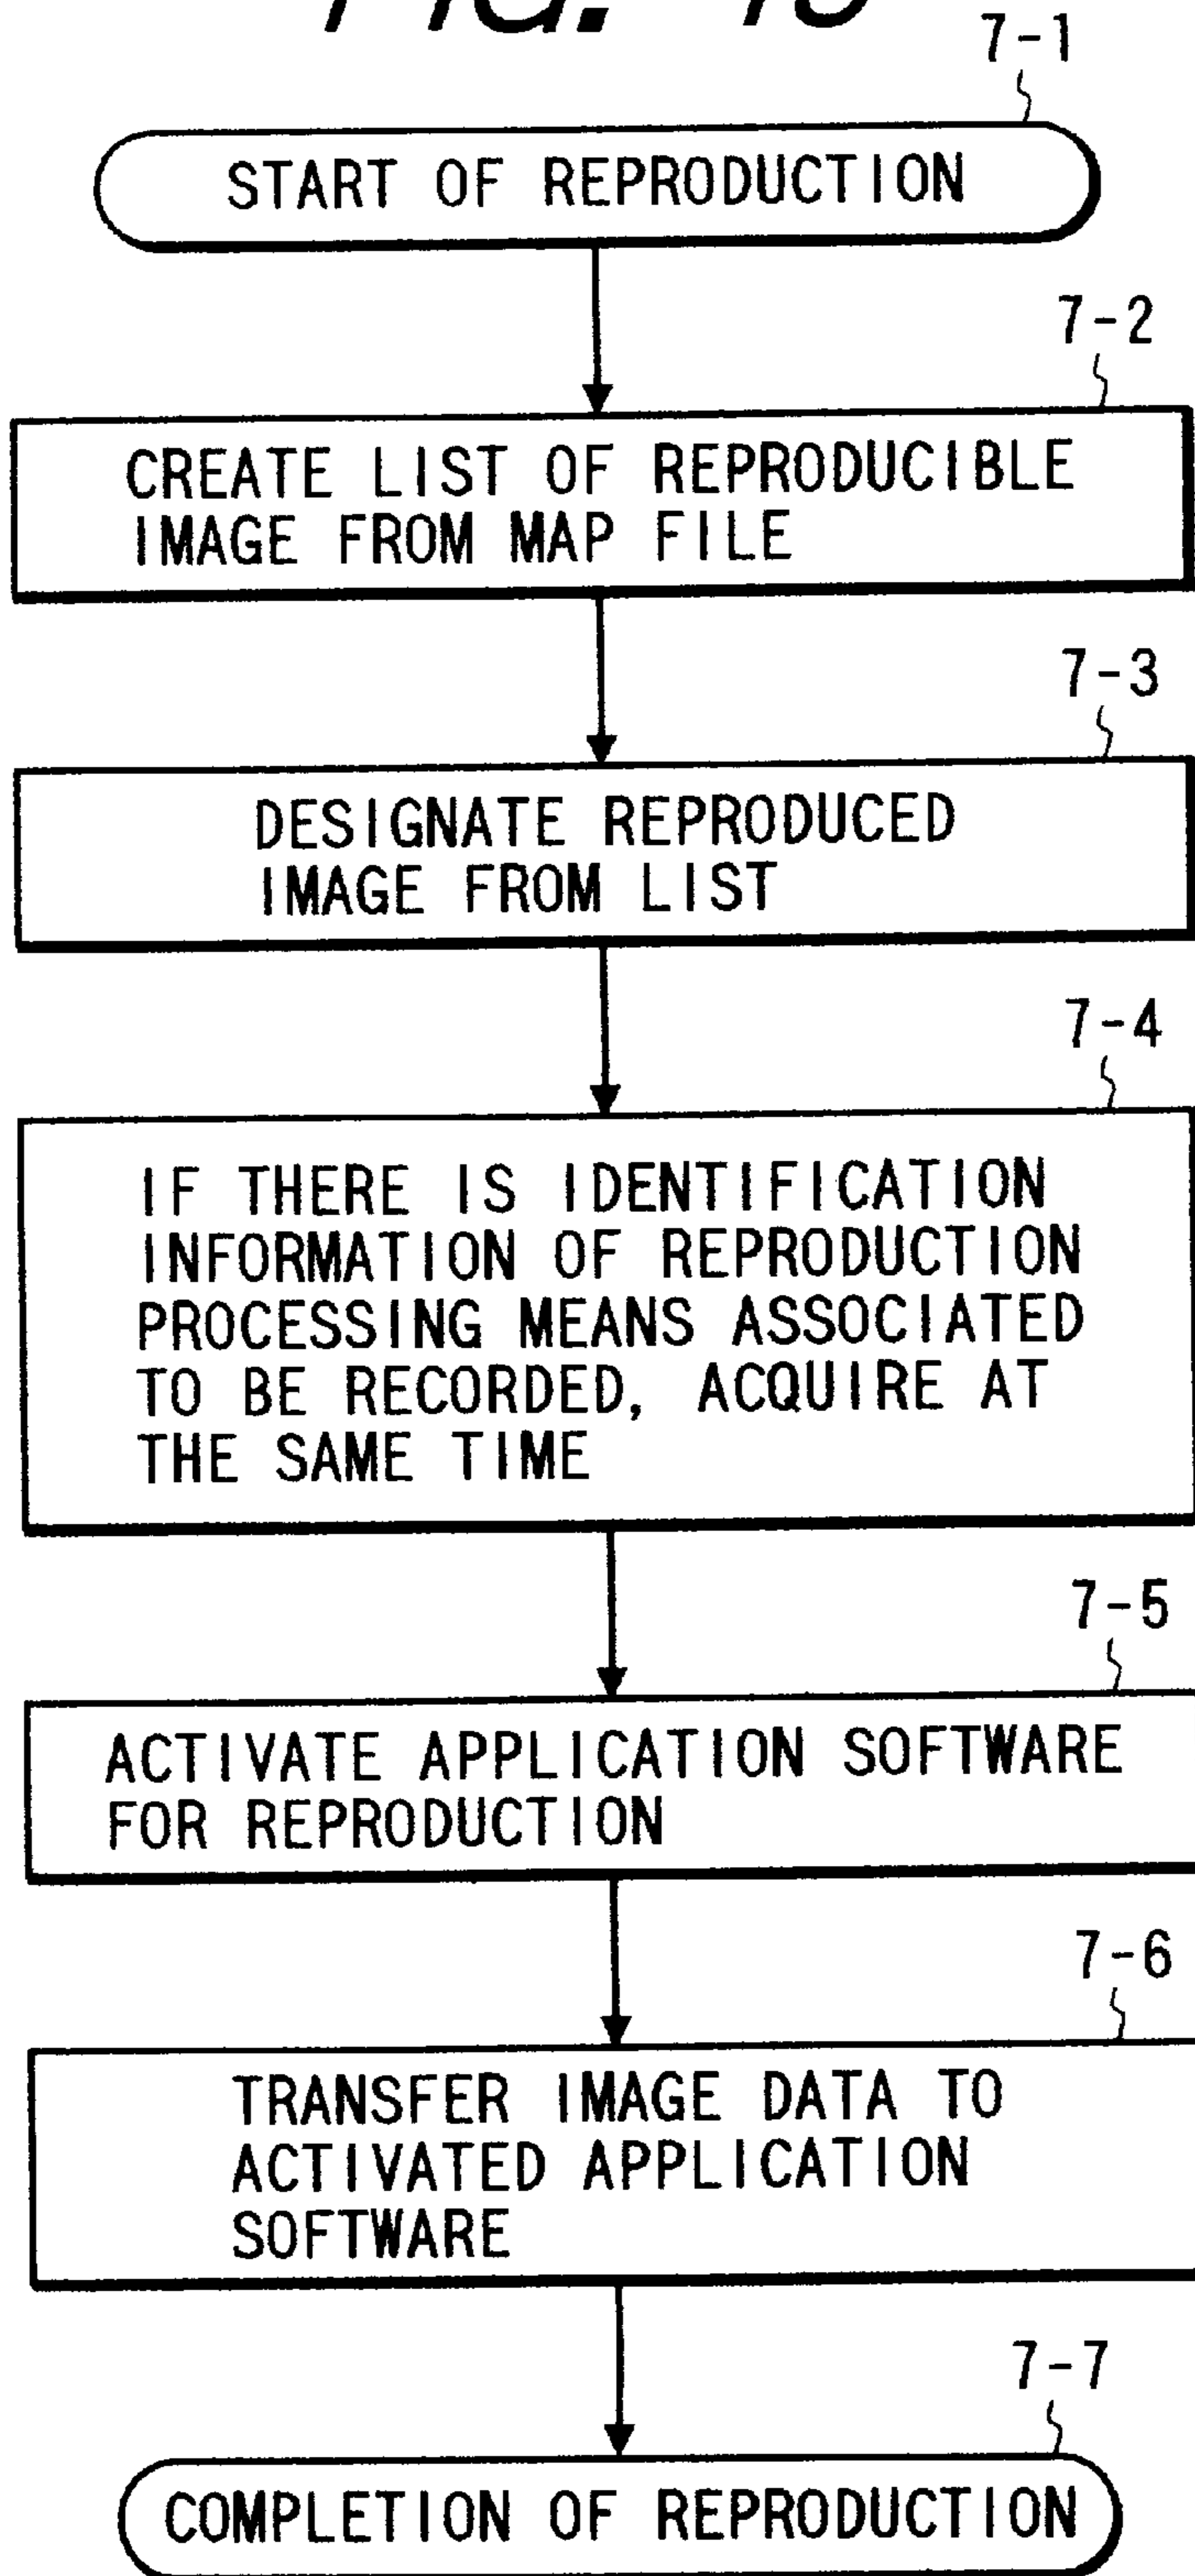 FIG.
7-1
START OF REPRODUCTION
7-2
CREATE LIST OF REPRODUCIBLE
IMAGE FROM MAP FILE
7-3
DESIGNATE REPRODUCED
IMAGE FROM LIST
7-4
IF THERE IS IDENTIFICATION
INFORMATION OF REPRODUCTION
PROCESSING MEANS ASSOCIATED
TO BE RECORDED, ACQUIRE AT
THE SAME TIME
7-5
ACTIVATE APPLICATION SOFTWARE
FOR REPRODUCTION
7-6
TRANSFER IMAGE DATA TO
ACTIVATED APPLICATION
SOFTWARE
7-7
COMPLETION OF REPRODUCTION